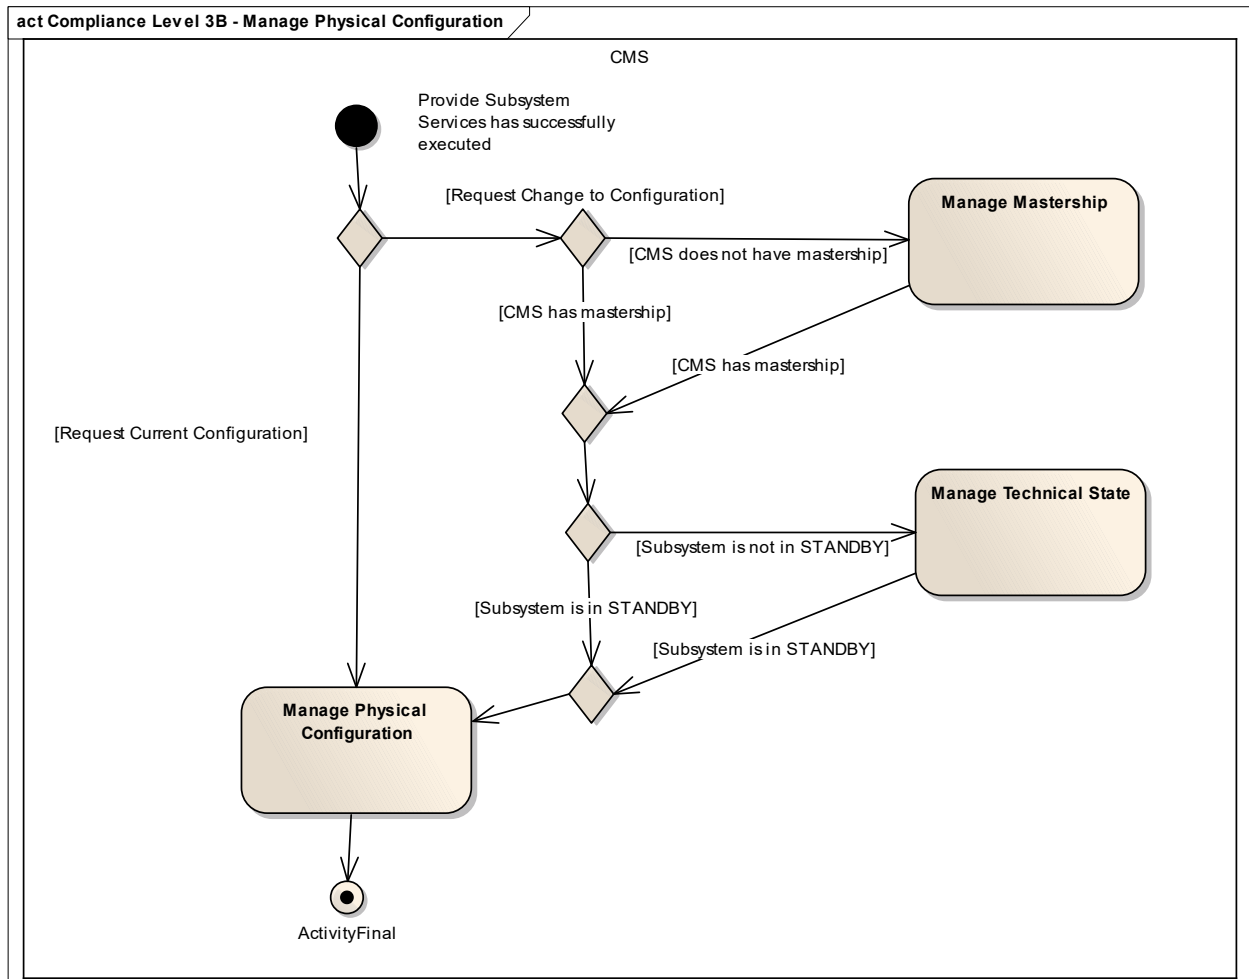 act Compliance Level 3B - Manage Physical Configuration
CMS
Provide Subsystem
Services has successfully
executed
[Request Change to Configuration]
Manage Mastership
[CMS does not have mastership]
[CMS has mastership]
[CMS has mastership]
[Request Current Configuration]
Manage Technical State
[Subsystem is not in STANDBY]
[Subsystem is in STANDBY]
[Subsystem is in STANDBY]
Manage Physical
Configuration
ActivityFinal